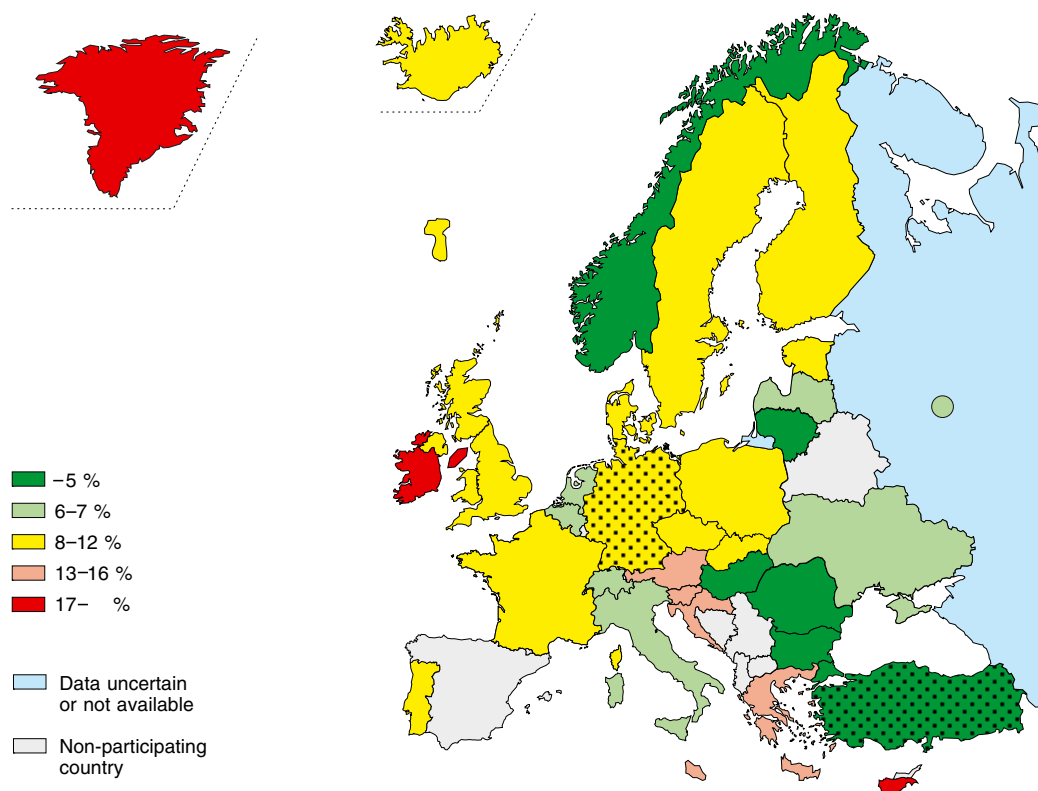 –5 %
6–7 %
8–12 %
13–16 %
17– %
Data uncertain
or not available
Non-participating
country